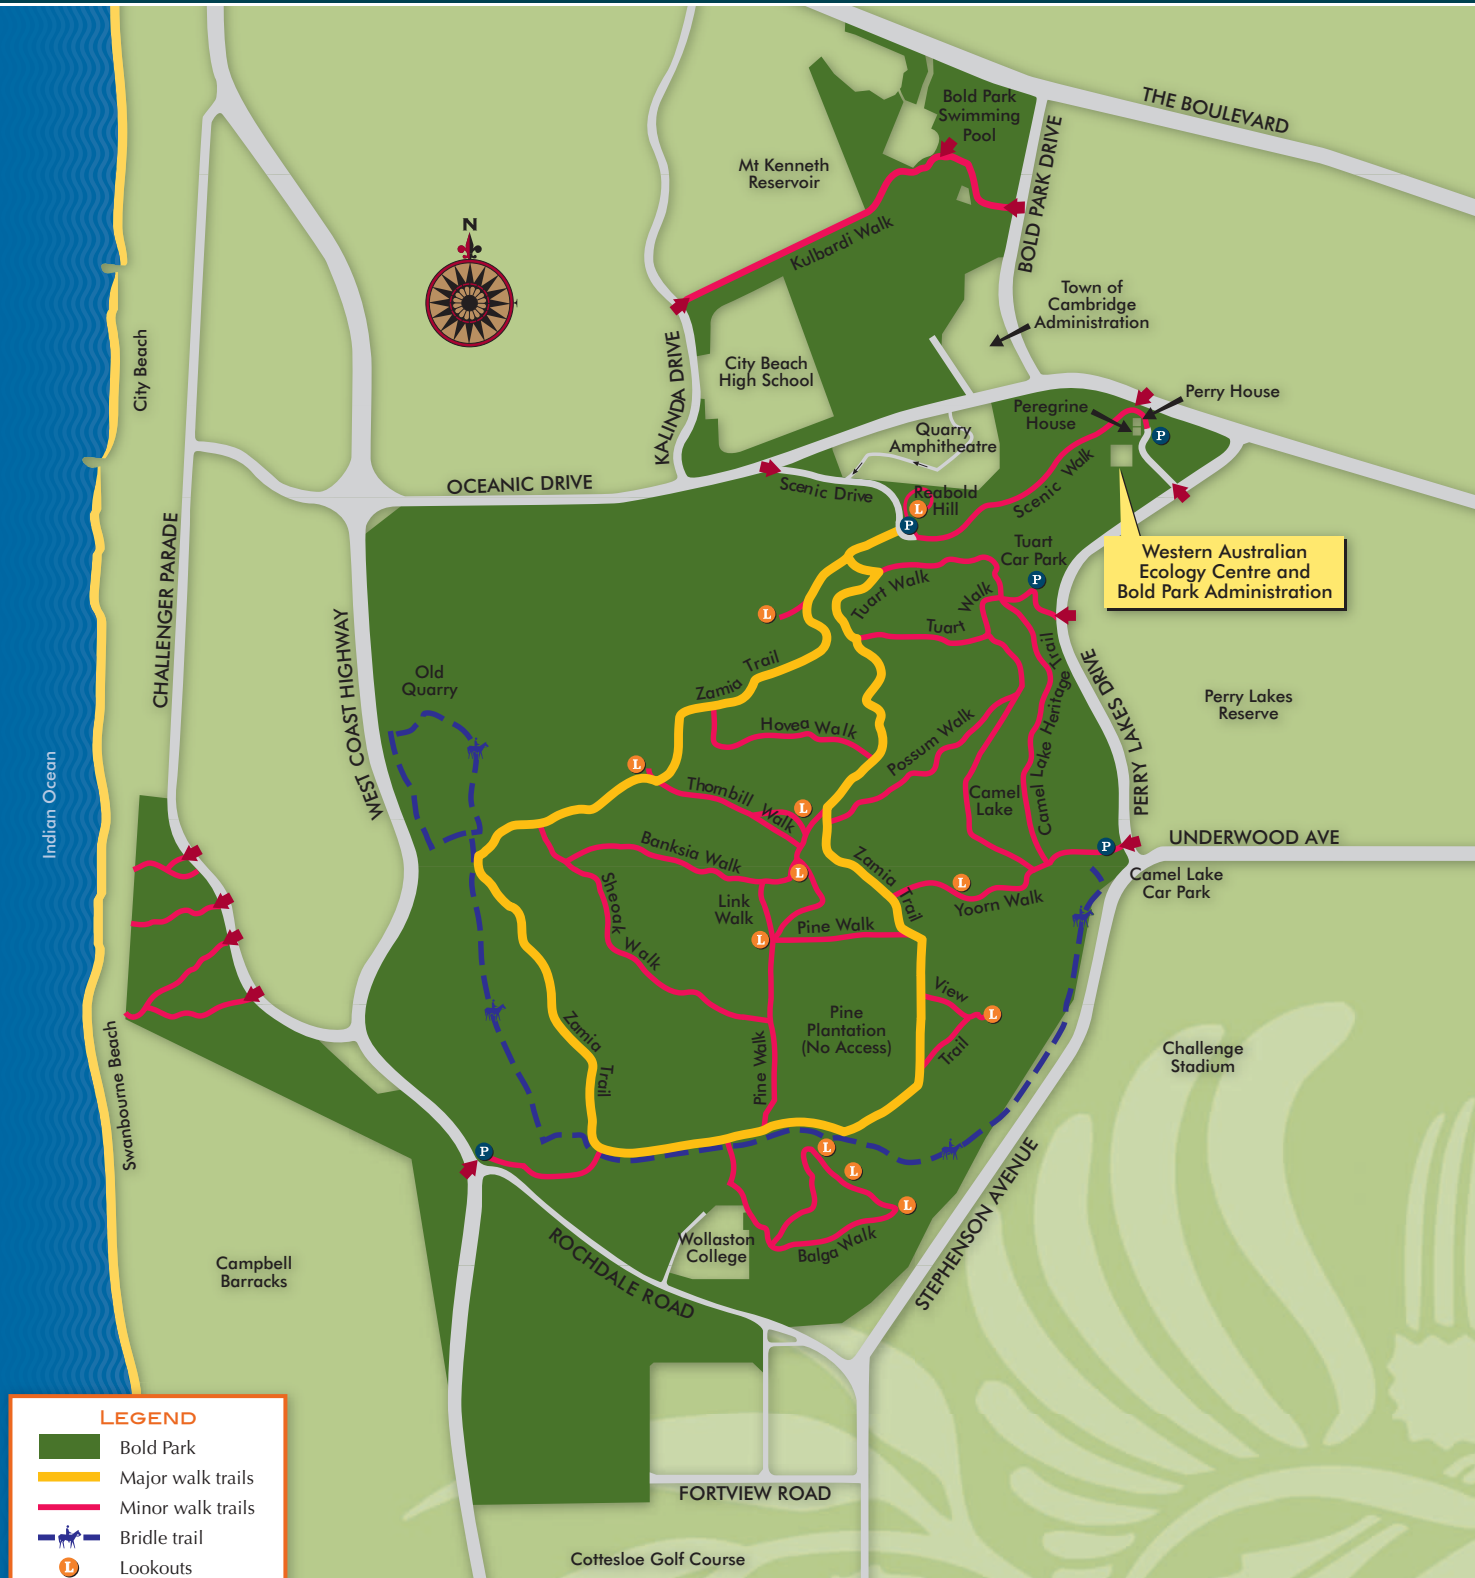 THE BOULEVARD
Bold Park
Swimming
Pool
BOLD PARK DRIVE
Mt Kenneth
Reservoir
Kulbardi Walk
N
Town of
Cambridge
Administration
City Beach
KALINDA DRIVE
City Beach
High School
Perry House
Peregrine
House
P
Quarry
Amphitheatre
OCEANIC DRIVE
Scenic Drive
Scenic Walk
Reabold
Hill
L
P
Tuart
Car Park
P
Western Australian
Ecology Centre and
Bold Park Administration
CHALLENGER PARADE
WEST COAST HIGHWAY
L
Tuart Walk
Walk
Tuart
Camel Lake Heritage Trail
PERRY LAKES DRIVE
Perry Lakes
Reserve
Old
Quarry
Zamia Trail
Hovea Walk
Possum Walk
Indian Ocean
L
Thornbill Walk
L
Camel
Lake
UNDERWOOD AVE
P
Camel Lake
Car Park
Banksia Walk
L
Zamia Trail
L
Yoorn Walk
Sheoak Walk
Link
Walk
Pine Walk
L
View
Trail
L
Pine
Plantation
(No Access)
Challenge
Stadium
Swanbourne Beach
Zamia Trail
Pine Walk
P
L
L
L
Balga Walk
Wollaston
College
ROCHDALE ROAD
STEPHENSON AVENUE
Campbell
Barracks
FORTVIEW ROAD
Cottesloe Golf Course
LEGEND
Bold Park
Major walk trails
Minor walk trails
Bridle trail
L Lookouts